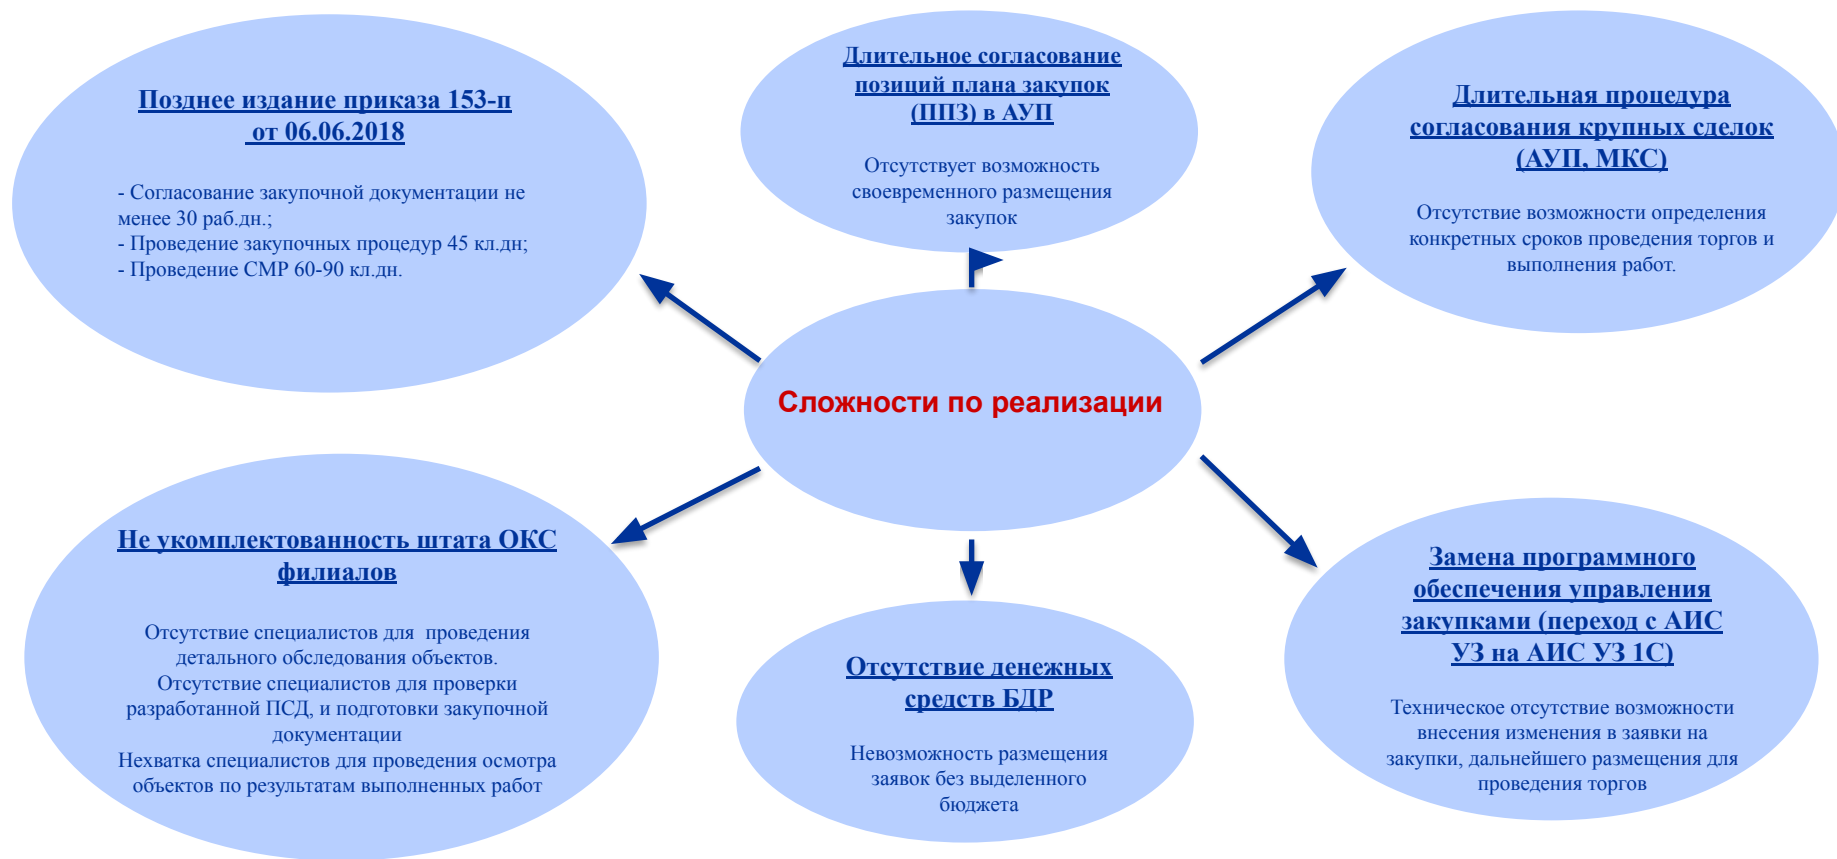 Позднее издание приказа 153-п
от 06.06.2018
- Согласование закупочной документации не
менее 30 раб.дн.;
- Проведение закупочных процедур 45 кл.дн;
- Проведение СМР 60-90 кл.дн.
Длительное согласование
позиций плана закупок
(ППЗ) в АУП
Отсутствует возможность
своевременного размещения
закупок
Длительная процедура
согласования крупных сделок
(АУП, МКС)
Отсутствие возможности определения
конкретных сроков проведения торгов и
выполнения работ.
Сложности по реализации
Не укомплектованность штата ОКС
филиалов
Отсутствие специалистов для проведения
детального обследования объектов.
Отсутствие специалистов для проверки
разработанной ПСД, и подготовки закупочной
документации
Нехватка специалистов для проведения осмотра
объектов по результатам выполненных работ
Отсутствие денежных
средств БДР
Невозможность размещения
заявок без выделенного
бюджета
Замена программного
обеспечения управления
закупками (переход с АИС
УЗ на АИС УЗ 1С)
Техническое отсутствие возможности
внесения изменения в заявки на
закупки, дальнейшего размещения для
проведения торгов